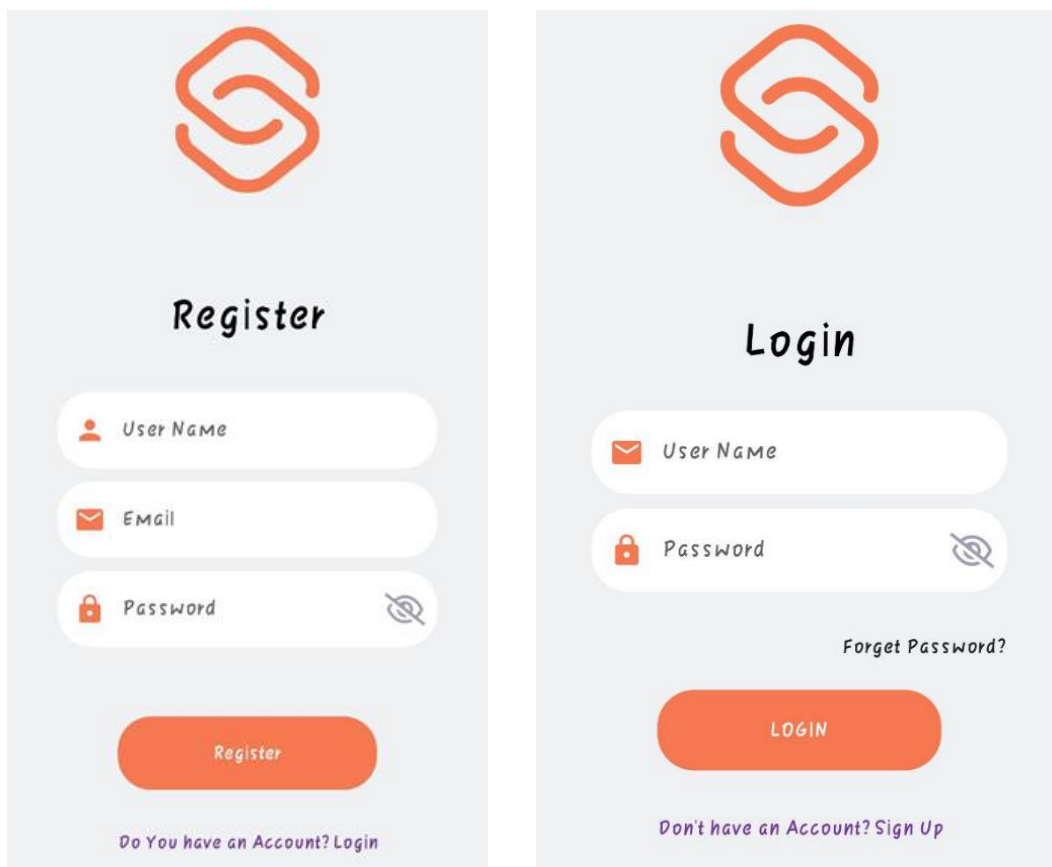 Register
User Name
Email
Password
Register
Do You have an Account? Login
Login
User Name
Password
Forget Password?
LOGIN
Don't have an Account? Sign Up